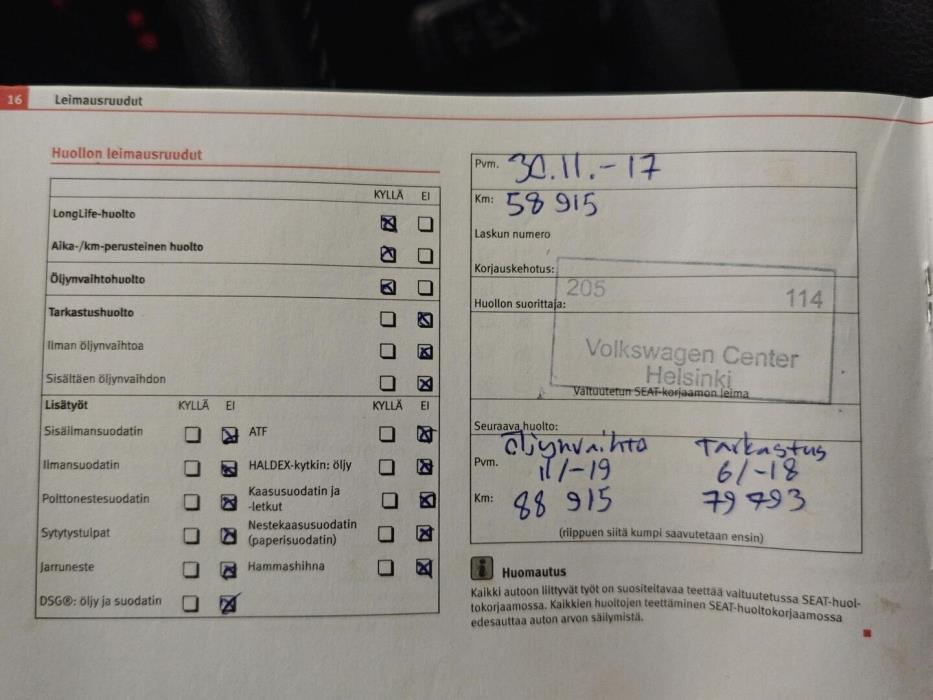 16 Leimausruudut
Huollon leimausruudut
KYLLÄ EI
LongLife-huolto
Aika-/km-perusteinen huolto
Öljynvaihtohuolto
Tarkastushuolto
Ilman öljynvaihtoa
Sisältäen öljynvaihdon
Lisätyöt KYLLÄ EI KYLLÄ EI
Sisäilmansuodatin ATF
Ilmansuodatin HALDEX-kytkin: öljy
Polttonestesuodatin Kaasusuodatin ja
-letkut
Sytytystulpat Nestekaasusuodatin
(paperisuodatin)
Jarruneste Hammashihna
DSG®: öljy ja suodatin
Pvm. 30.11.-17
Km: 58 915
Laskun numero
Korjauskehotus:
205 114
Huollon suorittaja:
Volkswagen Center
Helsinki
Valtuutetun SEAT-korjaamon leima
Seuraava huolto:
Öljynvaihto Tarkastus
Pvm. 11/-19 6/-18
Km: 88 915 79 793
(riippuen siitä kumpi saavutetaan ensin)
i Huomautus
Kaikki autoon liittyvät työt on suositeltavaa teettää valtuutetussa SEAT-huol-
tokorjaamossa. Kaikkien huoltojen teettäminen SEAT-huoltokorjaamossa
edesauttaa auton arvon säilymistä.